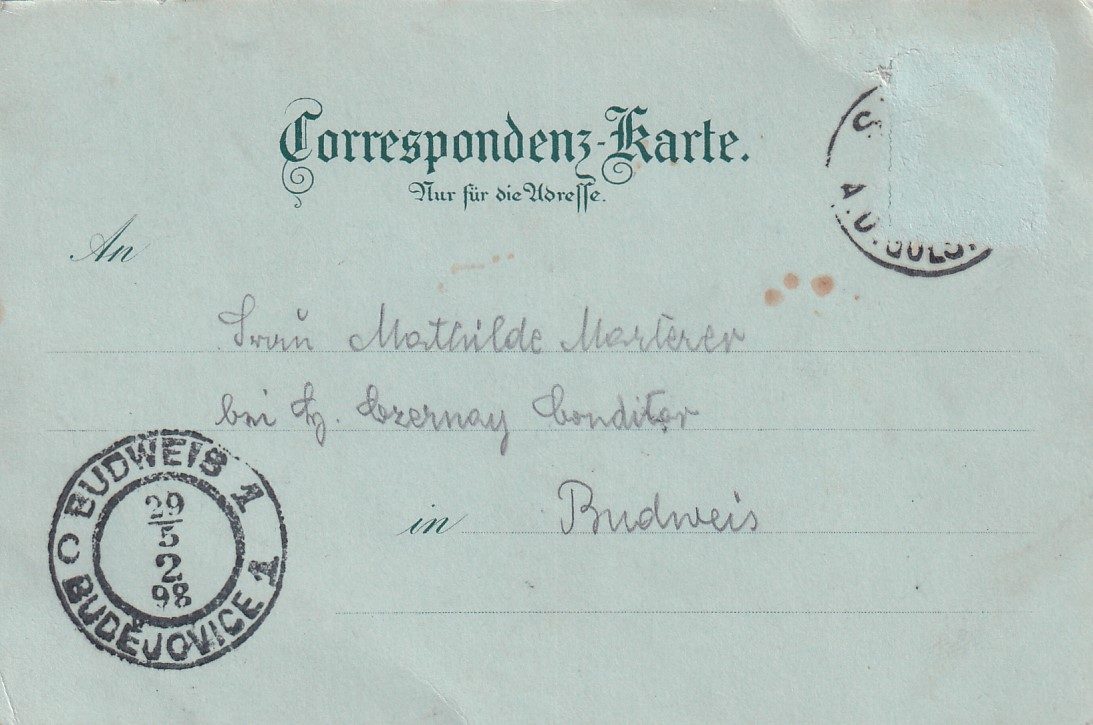 Correspondenz-Karte.
Nur für die Adresse.
An
A.D.
Frau Mathilde Marterer
bei H. Czernay Conditor
in Budweis
BUDWEIS 1
29
5
2
98
BUDĚJOVICE 1